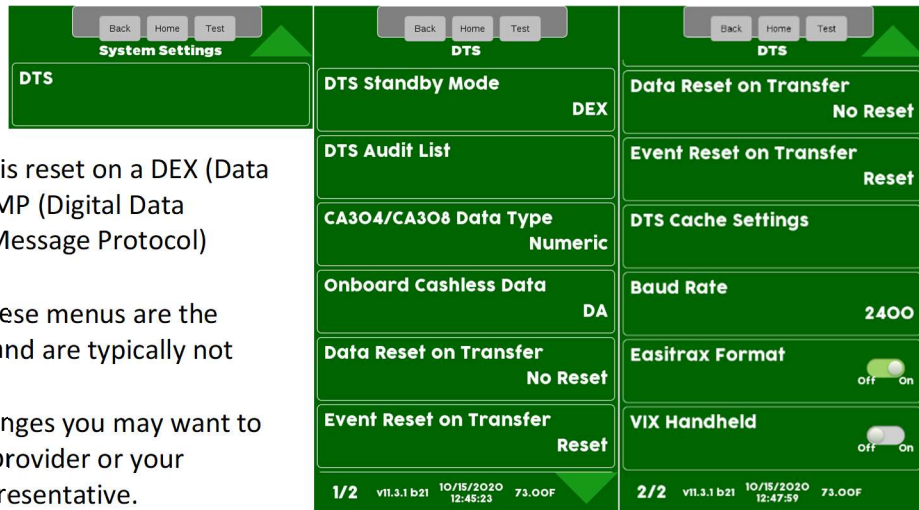 Back Home Test
System Settings
DTS
is reset on a DEX (Data
MP (Digital Data
Message Protocol)
ese menus are the
and are typically not
nges you may want to
provider or your
resentative.
Back Home Test
DTS
DTS Standby Mode
DEX
DTS Audit List
CA304/CA308 Data Type
Numeric
Onboard Cashless Data
DA
Data Reset on Transfer
No Reset
Event Reset on Transfer
Reset
1/2 v11.3.1 b21 10/15/2020 73.00F
12:45:23
Back Home Test
DTS
Data Reset on Transfer
No Reset
Event Reset on Transfer
Reset
DTS Cache Settings
Baud Rate
2400
Easitrax Format
Off On
VIX Handheld
Off On
2/2 v11.3.1 b21 10/15/2020 73.00F
12:47:59